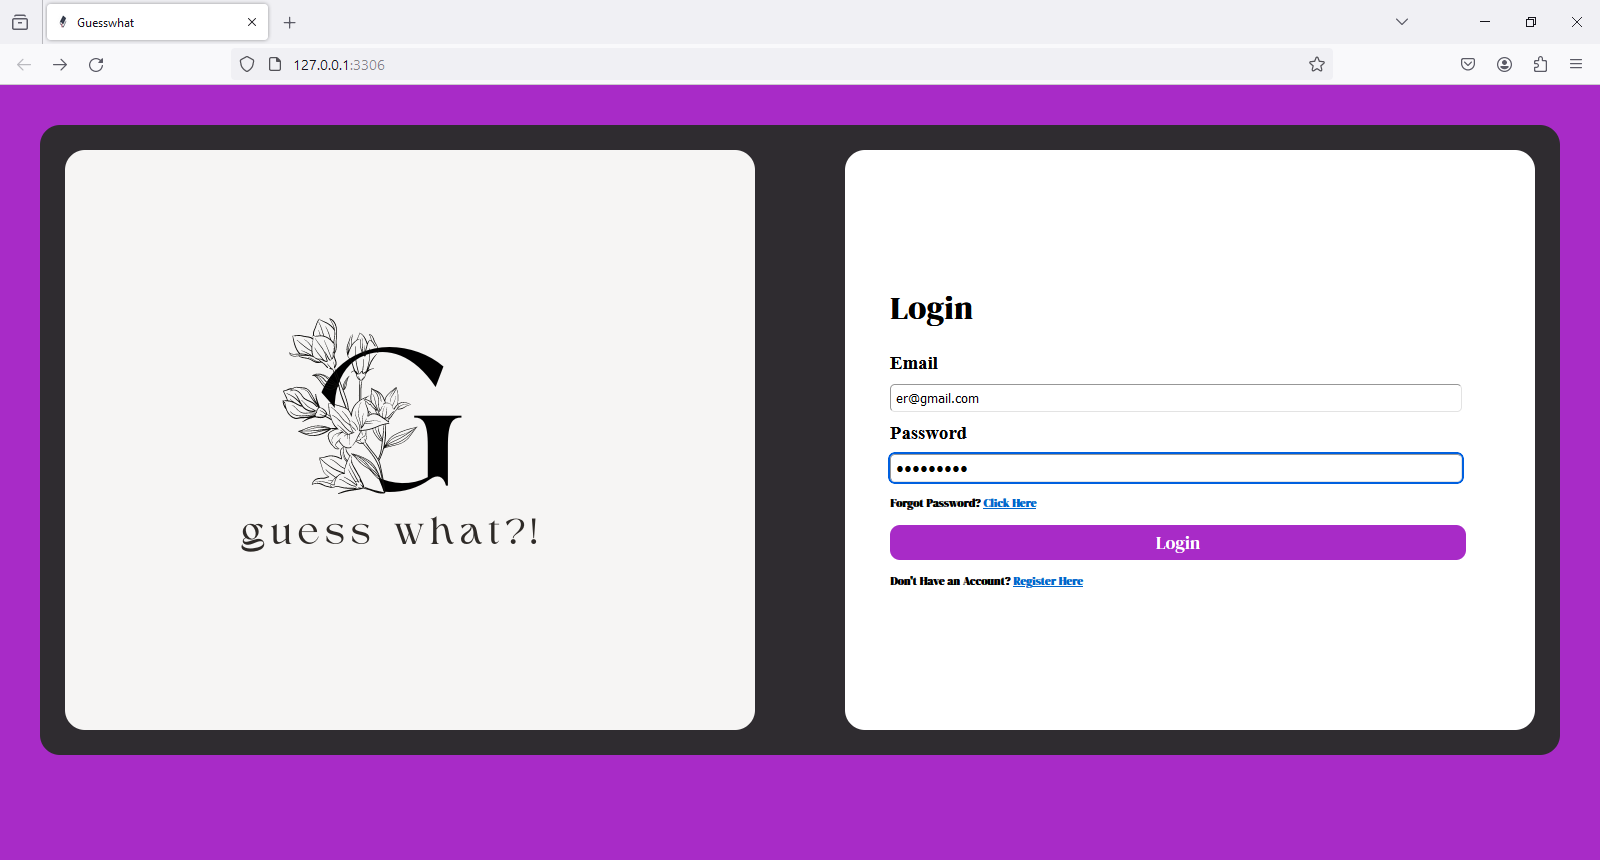 Guesswhat
127.0.0.1:3306
G
guess what?!
Login
Email
er@gmail.com
Password
•••••••••
Forgot Password? Click Here
Login
Don't Have an Account? Register Here